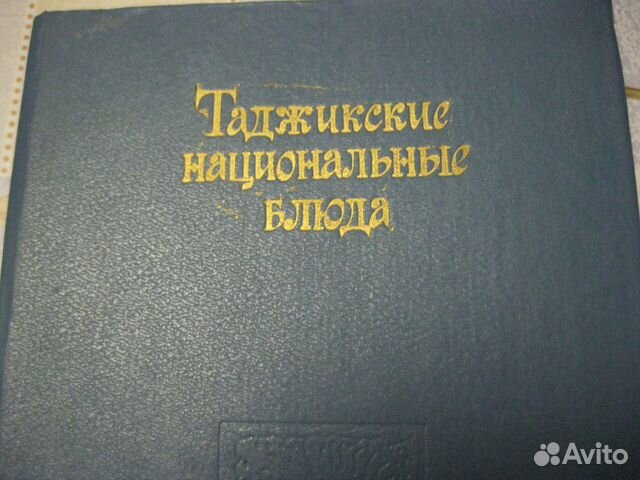 Таджикские
национальные
блюда
Avito